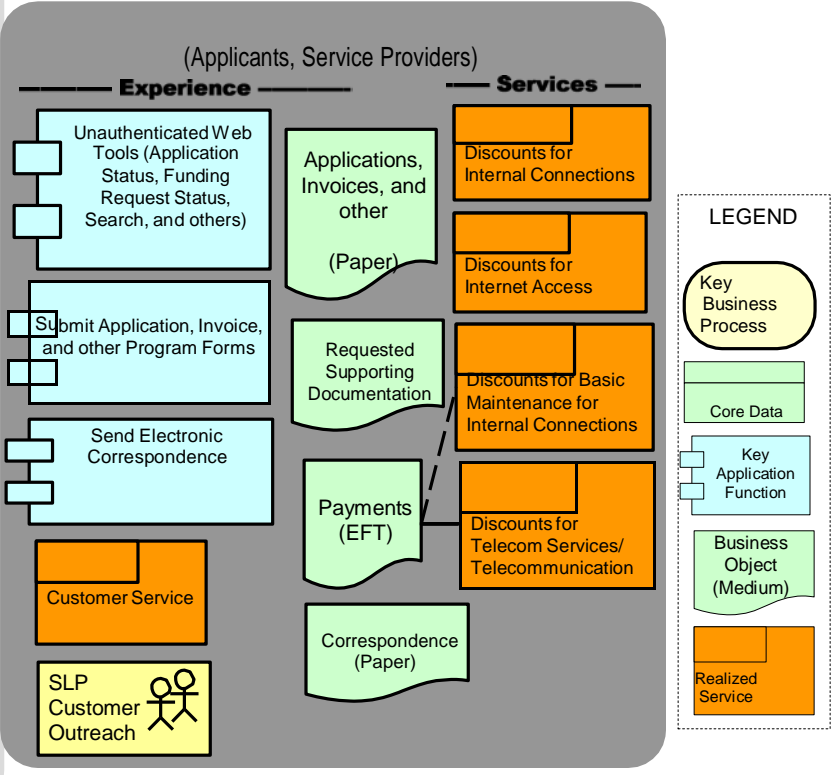 (Applicants, Service Providers)
Experience
Services
Unauthenticated Web
Tools (Application
Status, Funding
Request Status,
Search, and others)
Submit Application, Invoice,
and other Program Forms
Send Electronic
Correspondence
Customer Service
SLP
Customer
Outreach
Applications,
Invoices, and
other
(Paper)
Requested
Supporting
Documentation
Payments
(EFT)
Correspondence
(Paper)
Discounts for
Internal Connections
Discounts for
Internet Access
Discounts for Basic
Maintenance for
Internal Connections
Discounts for
Telecom Services/
Telecommunication
LEGEND
Key
Business
Process
Core Data
Key
Application
Function
Business
Object
(Medium)
Realized
Service